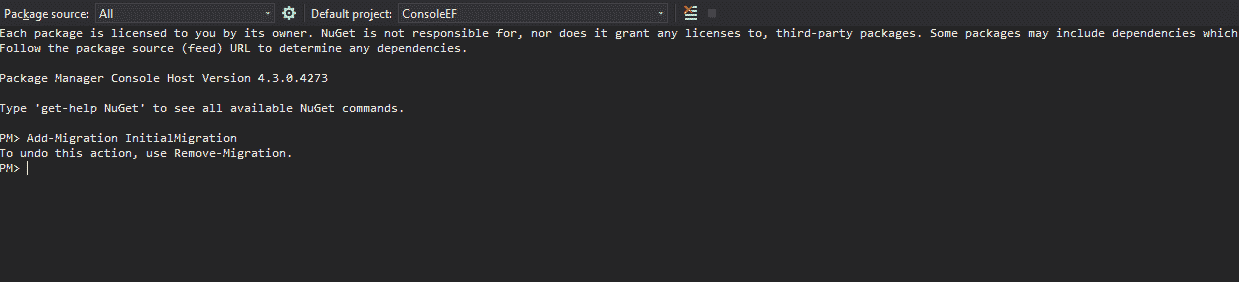 Package source: All Default project: ConsoleEF
Each package is licensed to you by its owner. NuGet is not responsible for, nor does it grant any licenses to, third-party packages. Some packages may include dependencies which
Follow the package source (feed) URL to determine any dependencies.
Package Manager Console Host Version 4.3.0.4273
Type 'get-help NuGet' to see all available NuGet commands.
PM> Add-Migration InitialMigration
To undo this action, use Remove-Migration.
PM>